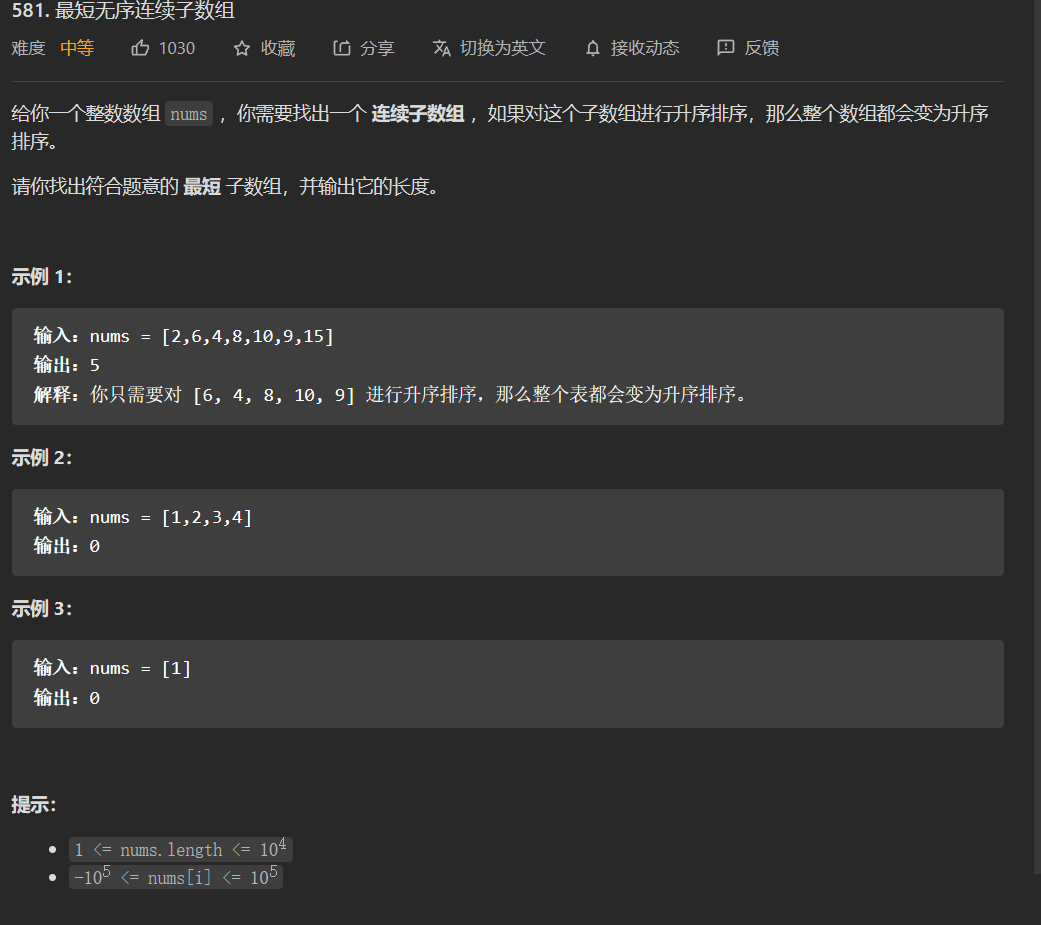 581. 最短无序连续子数组
难度 中等 1030 收藏 分享 切换为英文 接收动态 反馈
给你一个整数数组 nums ，你需要找出一个 连续子数组 ，如果对这个子数组进行升序排序，那么整个数组都会变为升序
排序。
请你找出符合题意的 最短 子数组，并输出它的长度。
示例 1：
输入：nums = [2,6,4,8,10,9,15]
输出：5
解释：你只需要对 [6, 4, 8, 10, 9] 进行升序排序，那么整个表都会变为升序排序。
示例 2：
输入：nums = [1,2,3,4]
输出：0
示例 3：
输入：nums = [1]
输出：0
提示：
1 <= nums.length <= 10⁴
-10⁵ <= nums[i] <= 10⁵